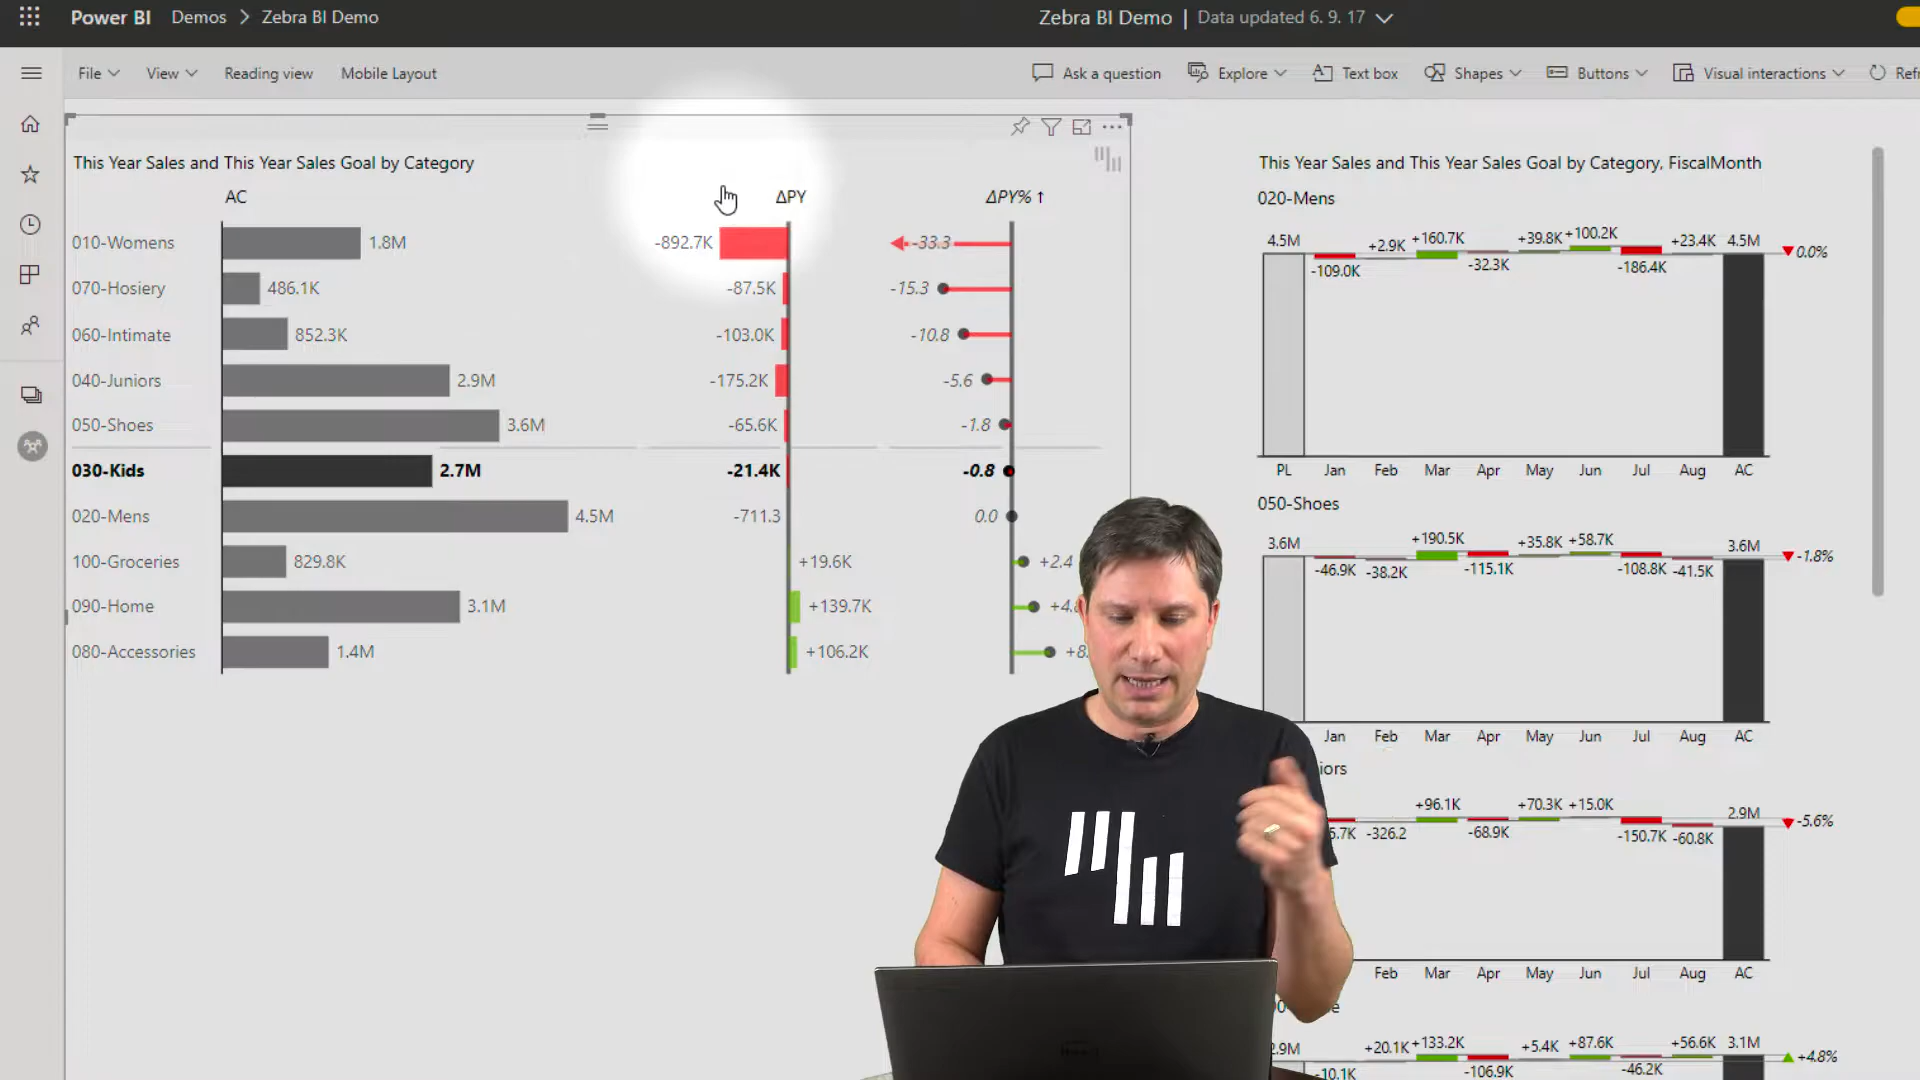 Power BI Demos > Zebra BI Demo
Zebra BI Demo | Data updated 6. 9. 17
File View Reading view Mobile Layout
Ask a question Explore Text box Shapes Buttons Visual interactions
This Year Sales and This Year Sales Goal by Category
AC ΔPY ΔPY% ↑
010-Womens 1.8M -892.7K -33.3
070-Hosiery 486.1K -87.5K -15.3
060-Intimate 852.3K -103.0K -10.8
040-Juniors 2.9M -175.2K -5.6
050-Shoes 3.6M -65.6K -1.8
030-Kids 2.7M -21.4K -0.8
020-Mens 4.5M -711.3 0.0
100-Groceries 829.8K +19.6K +2.4
090-Home 3.1M +139.7K
080-Accessories 1.4M +106.2K
This Year Sales and This Year Sales Goal by Category, FiscalMonth
020-Mens
4.5M -109.0K +2.9K +160.7K -32.3K +39.8K +100.2K -186.4K +23.4K 4.5M 0.0%
PL Jan Feb Mar Apr May Jun Jul Aug AC
050-Shoes
3.6M -46.9K -38.2K +190.5K -115.1K +35.8K +58.7K -108.8K -41.5K 3.6M -1.8%
Jan Feb Mar Apr May Jun Jul Aug AC
-326.2 +96.1K -68.9K +70.3K +15.0K -150.7K -60.8K 2.9M -5.6%
Feb Mar Apr May Jun Jul Aug AC
2.9M -10.1K +20.1K +133.2K -106.9K +5.4K +87.6K -46.2K +56.6K 3.1M +4.8%